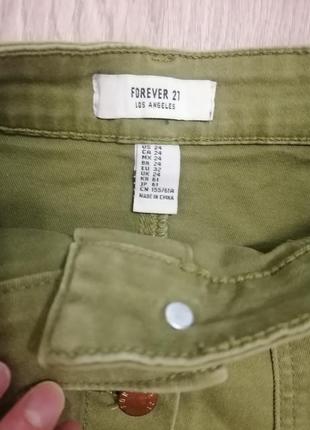 FOREVER 21
LOS ANGELES
US 24
CA 24
MX 24
BR 24
EU 32
UK 24
KR 61
JP 61
CN 155/61A
MADE IN CHINA